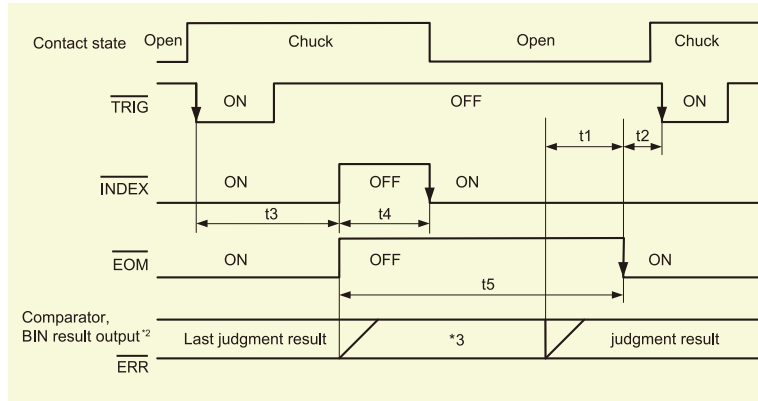 Contact state Open Chuck Open Chuck
TRIG ON OFF ON
t1 t2
INDEX ON OFF ON
t3 t4
EOM ON OFF ON
t5
Comparator,
BIN result output*2 Last judgment result *3 judgment result
ERR